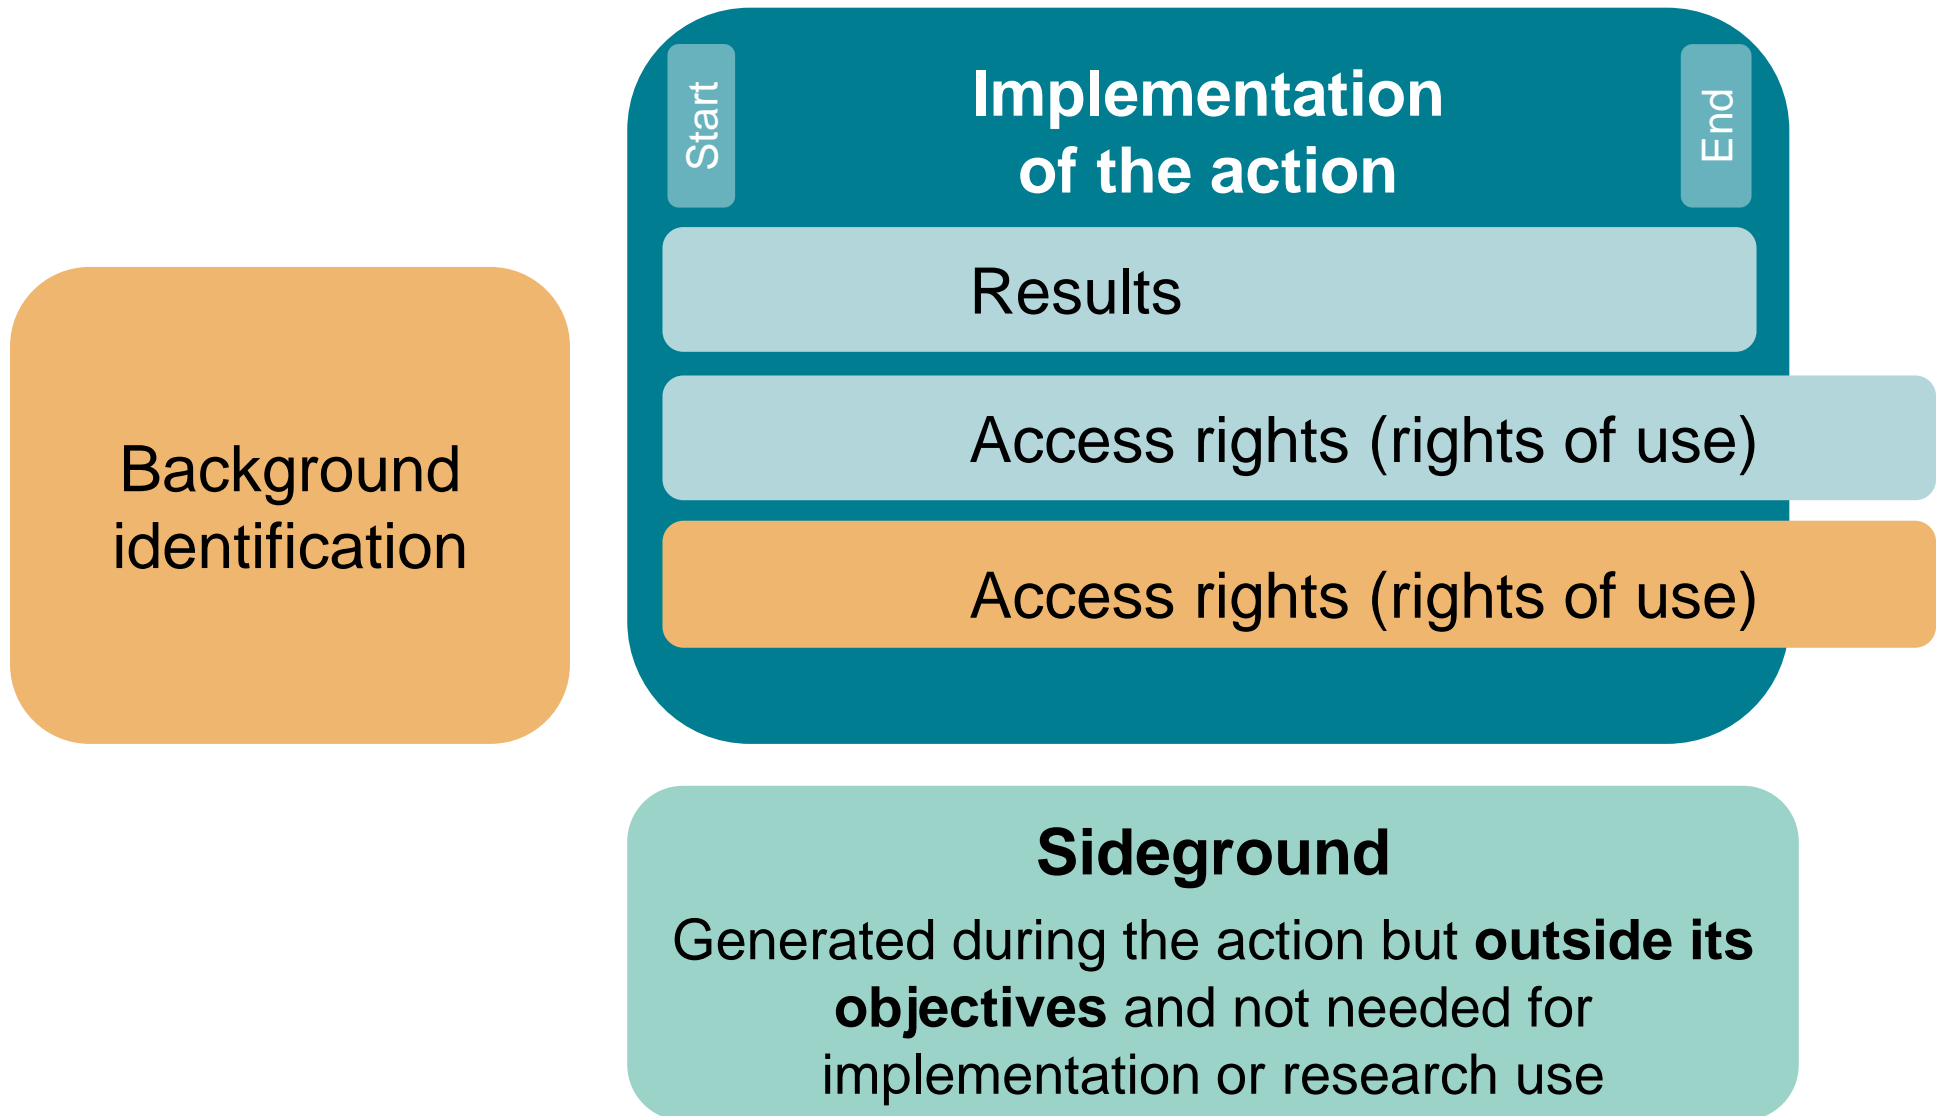 Start
Implementation
of the action
End
Results
Access rights (rights of use)
Access rights (rights of use)
Background
identification
Sideground
Generated during the action but outside its
objectives and not needed for
implementation or research use